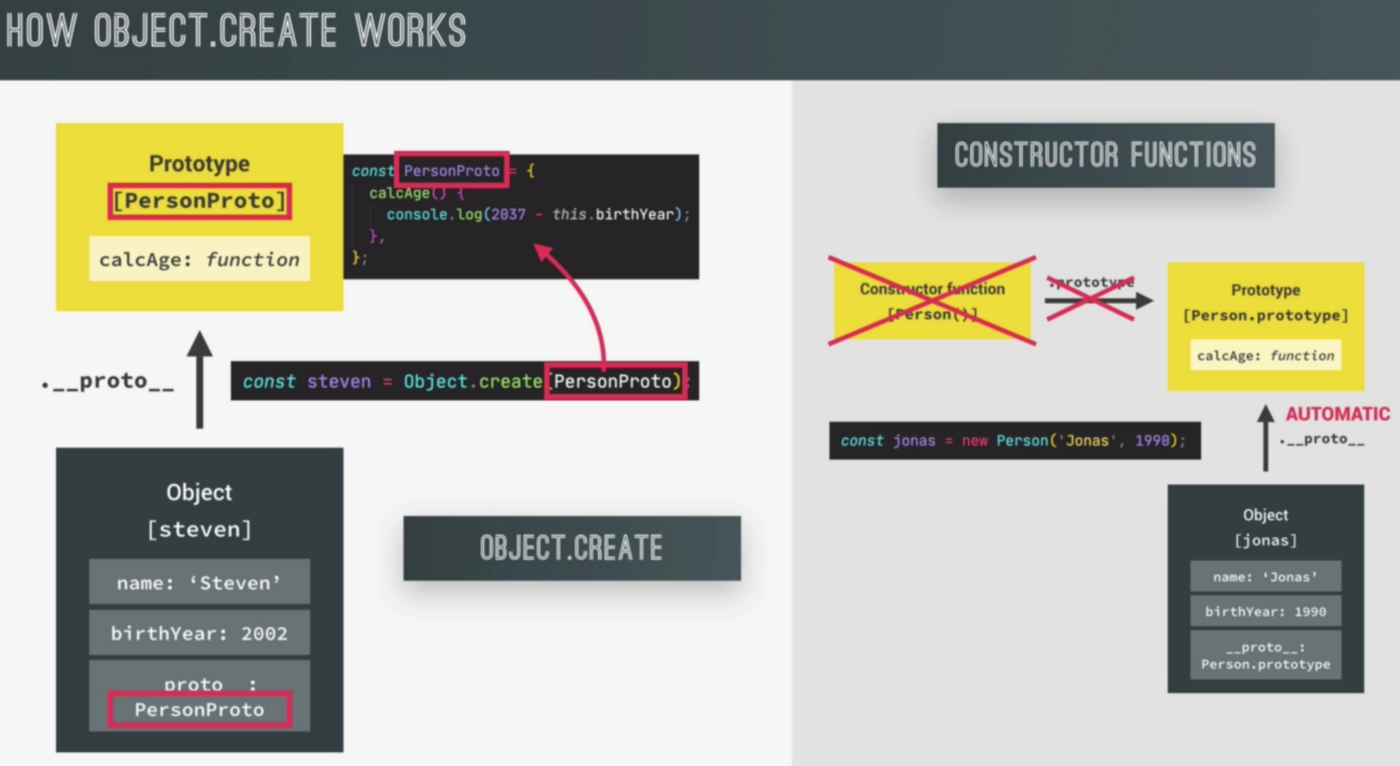 HOW OBJECT.CREATE WORKS
Prototype
[PersonProto]
calcAge: function
const PersonProto = {
calcAge() {
console.log(2037 - this.birthYear);
},
};
.__proto__
const steven = Object.create(PersonProto);
Object
[steven]
name: ‘Steven’
birthYear: 2002
__proto__:
PersonProto
OBJECT.CREATE
CONSTRUCTOR FUNCTIONS
Constructor function
[Person()]
.prototype
Prototype
[Person.prototype]
calcAge: function
AUTOMATIC
.__proto__
const jonas = new Person('Jonas', 1990);
Object
[jonas]
name: ‘Jonas’
birthYear: 1990
__proto__:
Person.prototype